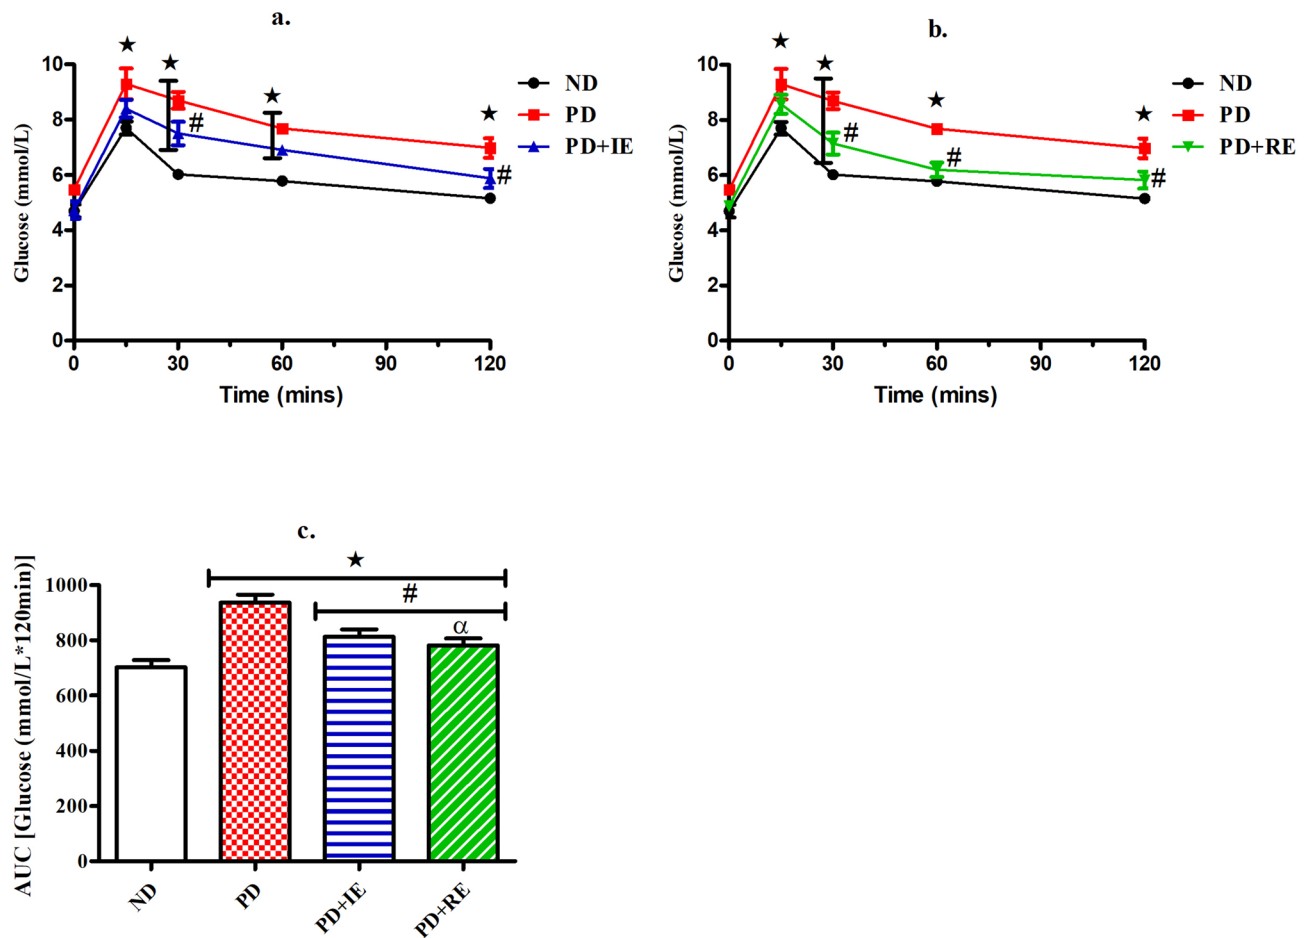 a.
★
★
★
★
#
#
10
8
6
4
2
0
Glucose (mmol/L)
0
30
60
90
120
Time (mins)
ND
PD
PD+IE
b.
★
★
★
★
#
#
#
10
8
6
4
2
0
Glucose (mmol/L)
0
30
60
90
120
Time (mins)
ND
PD
PD+RE
c.
★
#
α
1000
800
600
400
200
0
AUC [Glucose (mmol/L*120min)]
ND
PD
PD+IE
PD+RE